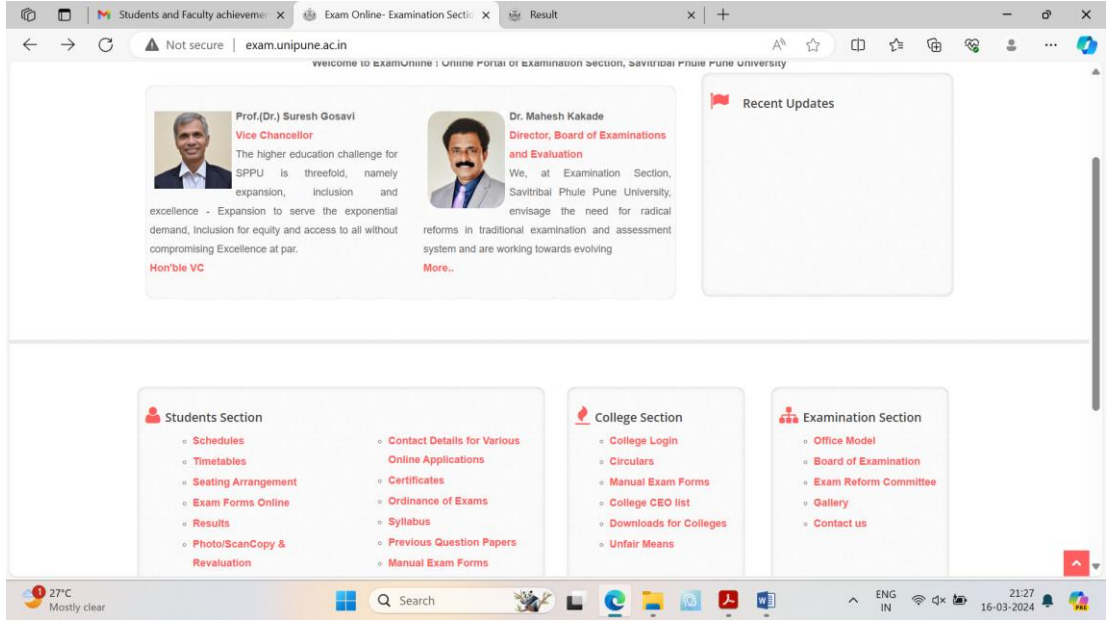 Students and Faculty achievemen
Exam Online- Examination Sectio
Result
Not secure
exam.unipune.ac.in
Welcome to ExamOnline ! Online Portal of Examination Section, Savitribai Phule Pune University
Prof.(Dr.) Suresh Gosavi
Vice Chancellor
The higher education challenge for
SPPU is threefold, namely
expansion, inclusion and
excellence - Expansion to serve the exponential
demand, Inclusion for equity and access to all without
compromising Excellence at par.
Hon'ble VC
Dr. Mahesh Kakade
Director, Board of Examinations
and Evaluation
We, at Examination Section,
Savitribai Phule Pune University,
envisage the need for radical
reforms in traditional examination and assessment
system and are working towards evolving
More..
Recent Updates
Students Section
Schedules
Timetables
Seating Arrangement
Exam Forms Online
Results
Photo/ScanCopy &
Revaluation
Contact Details for Various
Online Applications
Certificates
Ordinance of Exams
Syllabus
Previous Question Papers
Manual Exam Forms
College Section
College Login
Circulars
Manual Exam Forms
College CEO list
Downloads for Colleges
Unfair Means
Examination Section
Office Model
Board of Examination
Exam Reform Committee
Gallery
Contact us
1
27°C
Mostly clear
Search
ENG
IN
21:27
16-03-2024
PRE